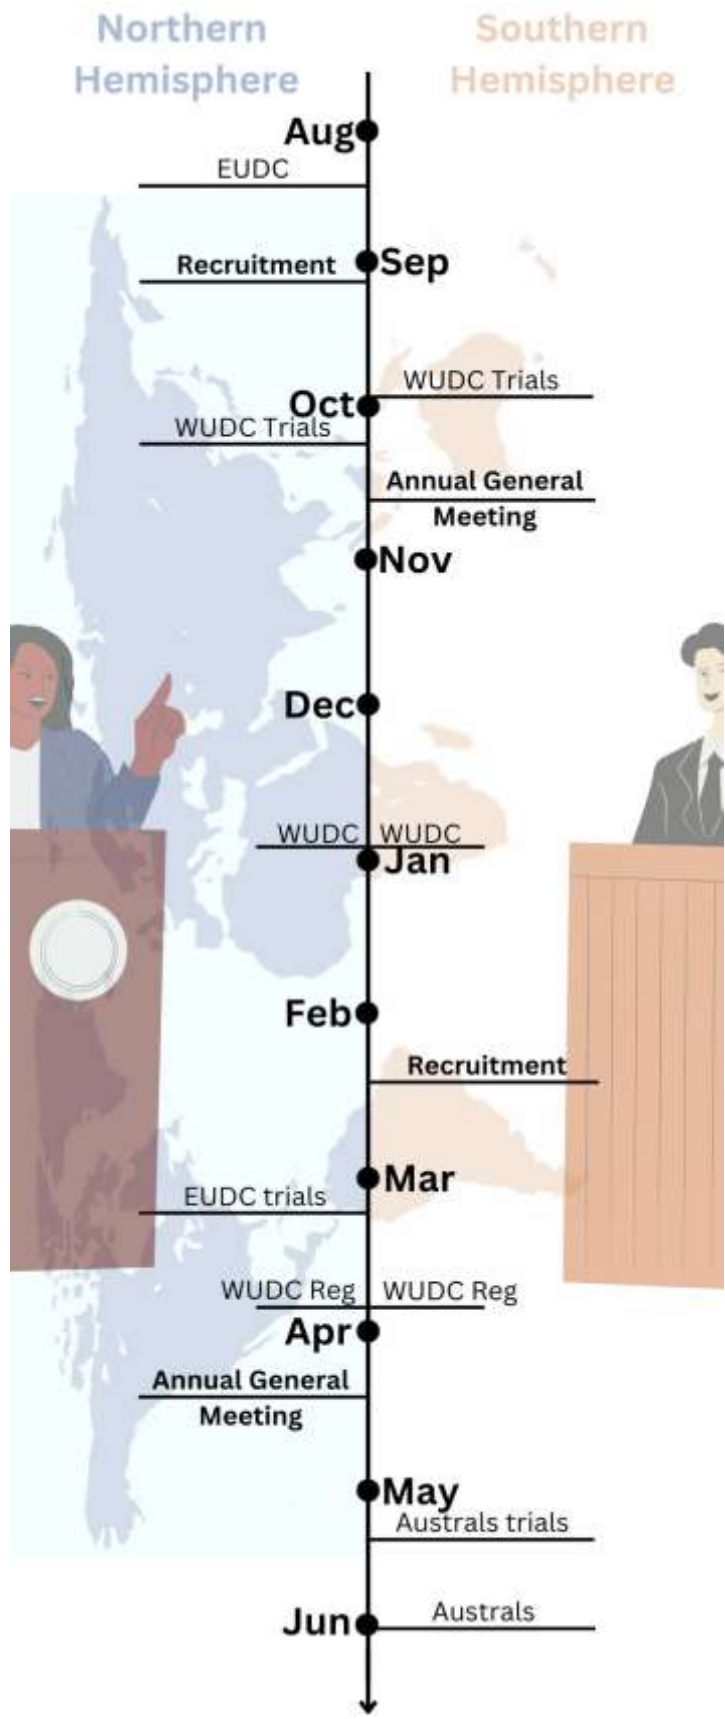 Northern
Hemisphere
Southern
Hemisphere
Aug
EUDC
Recruitment
Sep
WUDC Trials
Oct
WUDC Trials
Annual General
Meeting
Nov
Dec
WUDC WUDC
Jan
Feb
Recruitment
Mar
EUDC trials
WUDC Reg WUDC Reg
Apr
Annual General
Meeting
May
Australs trials
Australs
Jun